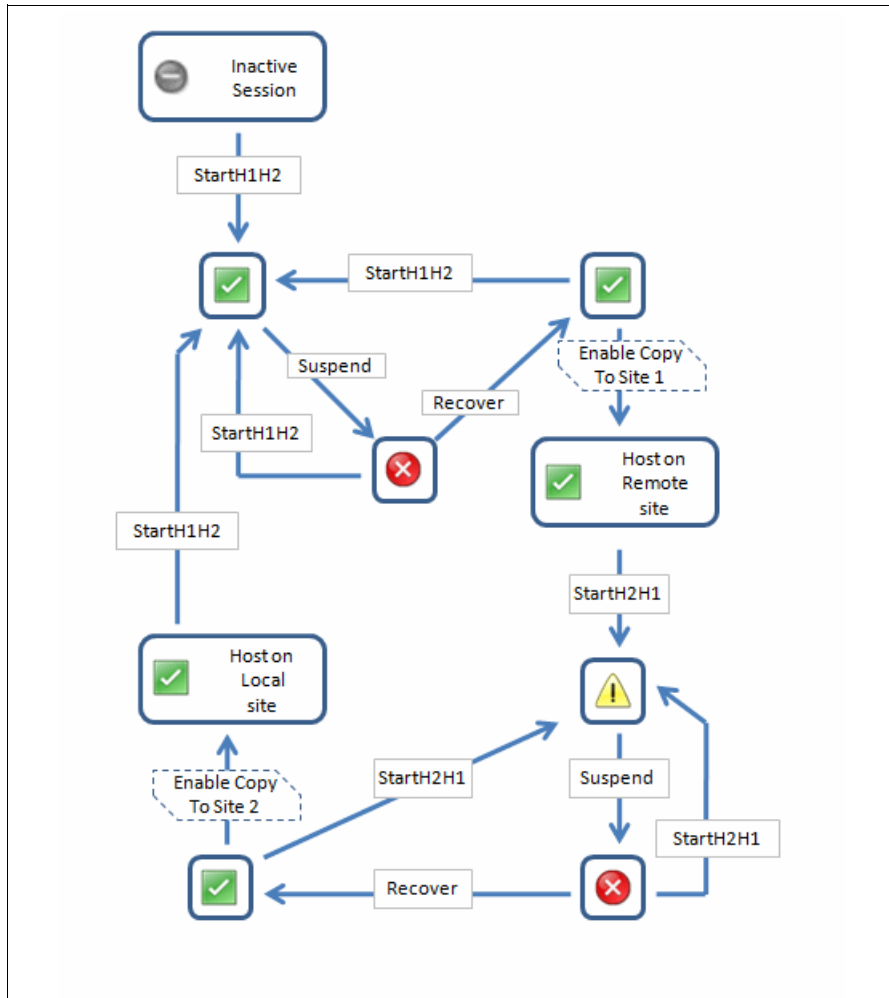 Inactive
Session
StartH1H2
StartH1H2
Suspend
Enable Copy
To Site 1
Recover
StartH1H2
Host on
Remote
site
StartH1H2
StartH2H1
Host on
Local
site
Enable Copy
To Site 2
StartH2H1
Suspend
StartH2H1
Recover